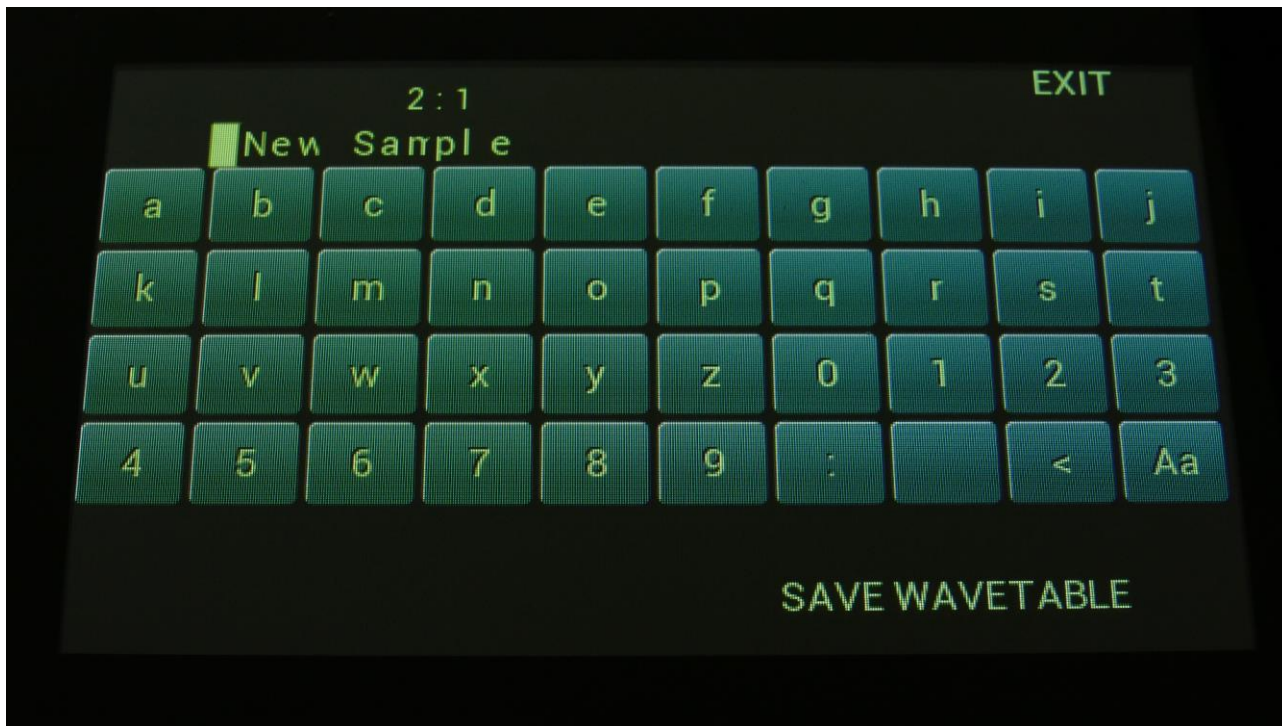 EXIT
2 : 1
New Sample
a b c d e f g h i j
k l m n o p q r s t
u v w x y z 0 1 2 3
4 5 6 7 8 9 : < Aa
SAVE WAVETABLE